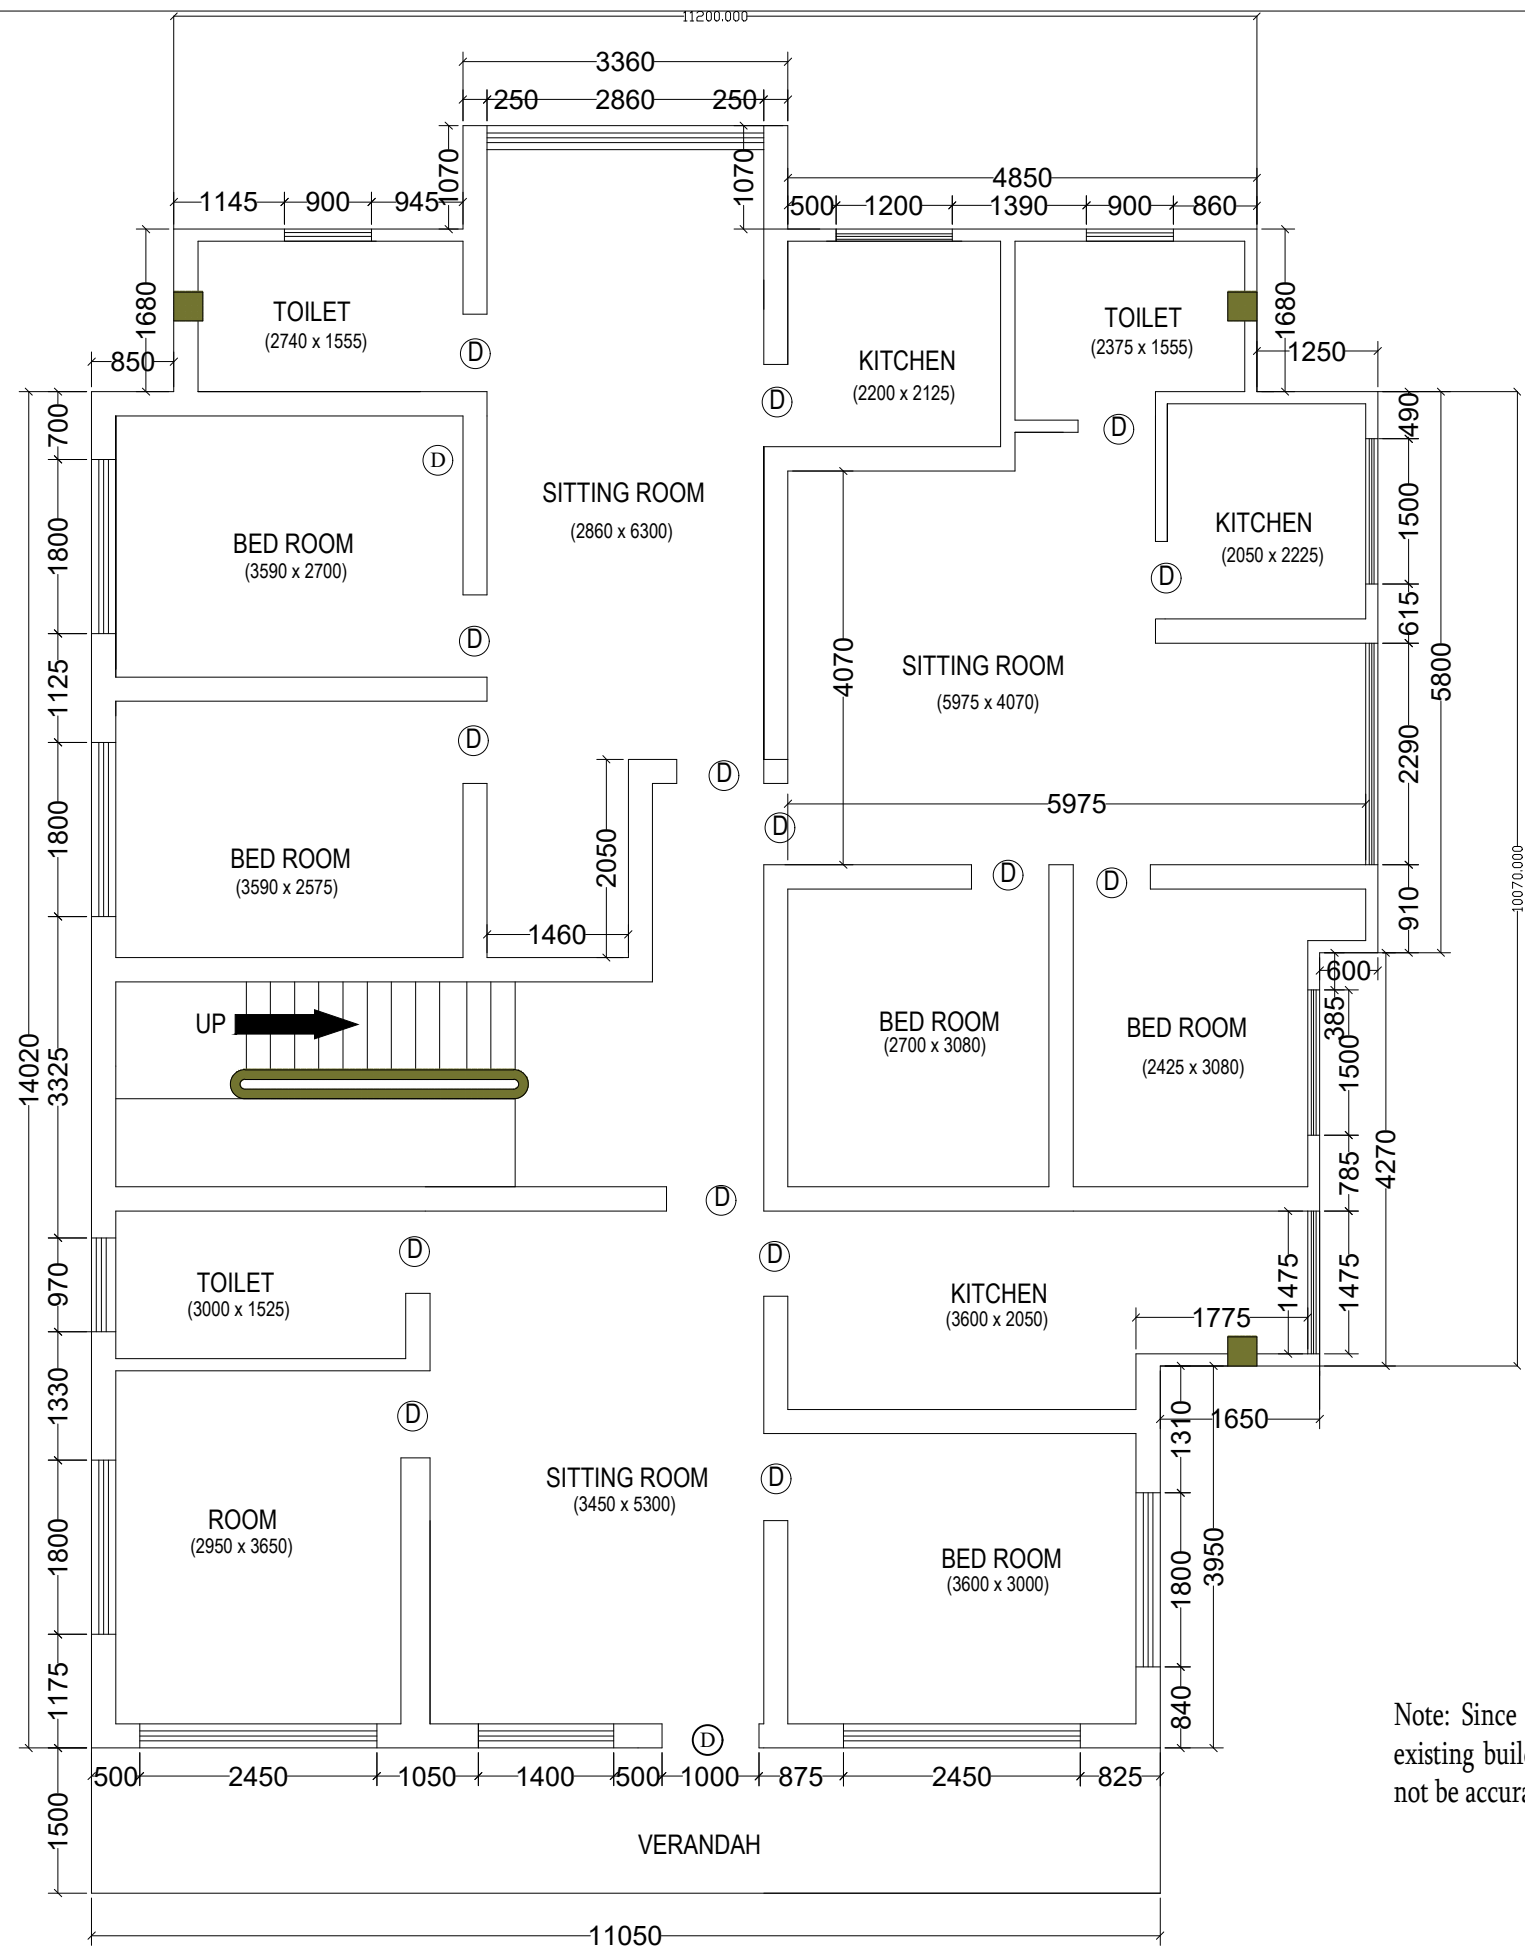 11200.000
3360
250 2860 250
1070
1070
4850
1145 900 945
500 1200 1390 900 860
1680
TOILET
(2740 x 1555)
D
850
KITCHEN
(2200 x 2125)
D
TOILET
(2375 x 1555)
D
1680
1250
700
D
490
1800
BED ROOM
(3590 x 2700)
SITTING ROOM
(2860 x 6300)
KITCHEN
(2050 x 2225)
1500
D
D
615
1125
4070
SITTING ROOM
(5975 x 4070)
5800
D
D
2290
5975
D
1800
BED ROOM
(3590 x 2575)
2050
1460
D
D
910
10070.000
600
385
UP
BED ROOM
(2700 x 3080)
BED ROOM
(2425 x 3080)
1500
14020
3325
785
4270
D
D
D
970
TOILET
(3000 x 1525)
KITCHEN
(3600 x 2050)
1475
1475
1775
1330
D
1310
1650
SITTING ROOM
(3450 x 5300)
D
ROOM
(2950 x 3650)
1800
BED ROOM
(3600 x 3000)
1800
3950
1175
840
D
500 2450 1050 1400 500 1000 875 2450 825
1500
VERANDAH
11050
Note: Since
existing
not be